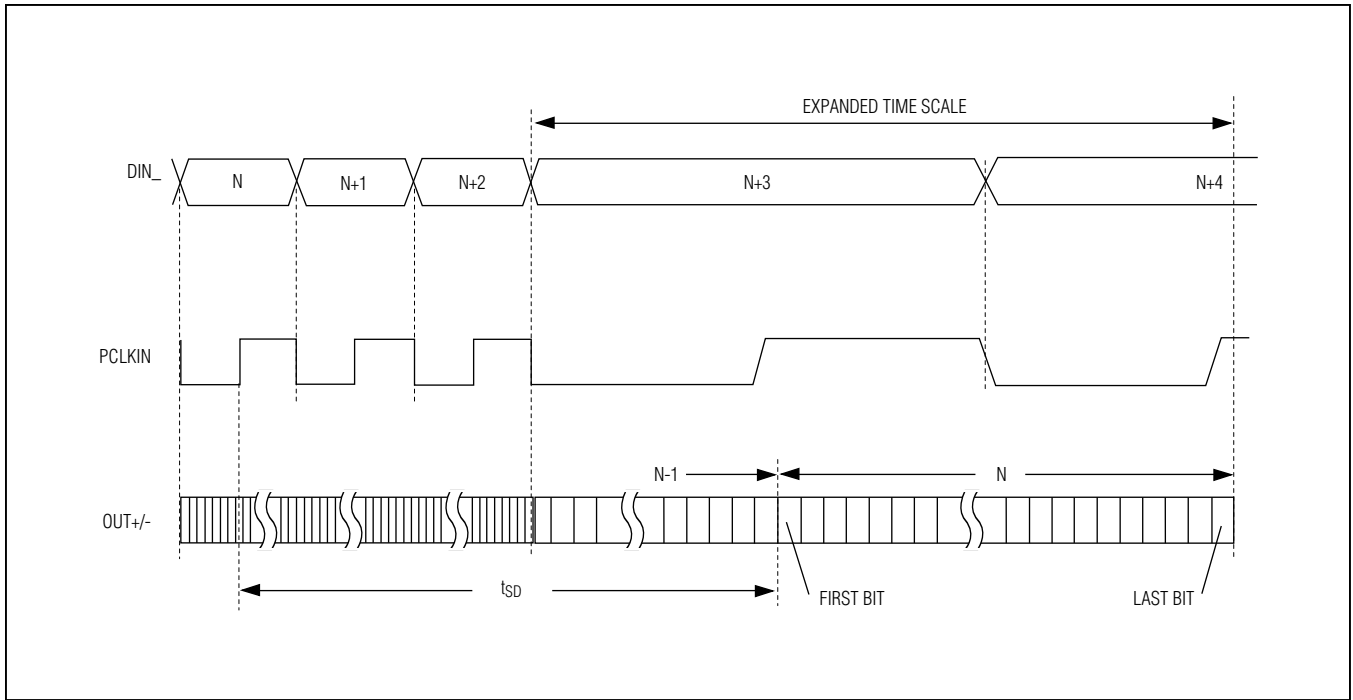 EXPANDED TIME SCALE
DIN_
N
N+1
N+2
N+3
N+4
PCLKIN
N-1
N
OUT+/-
tSD
FIRST BIT
LAST BIT